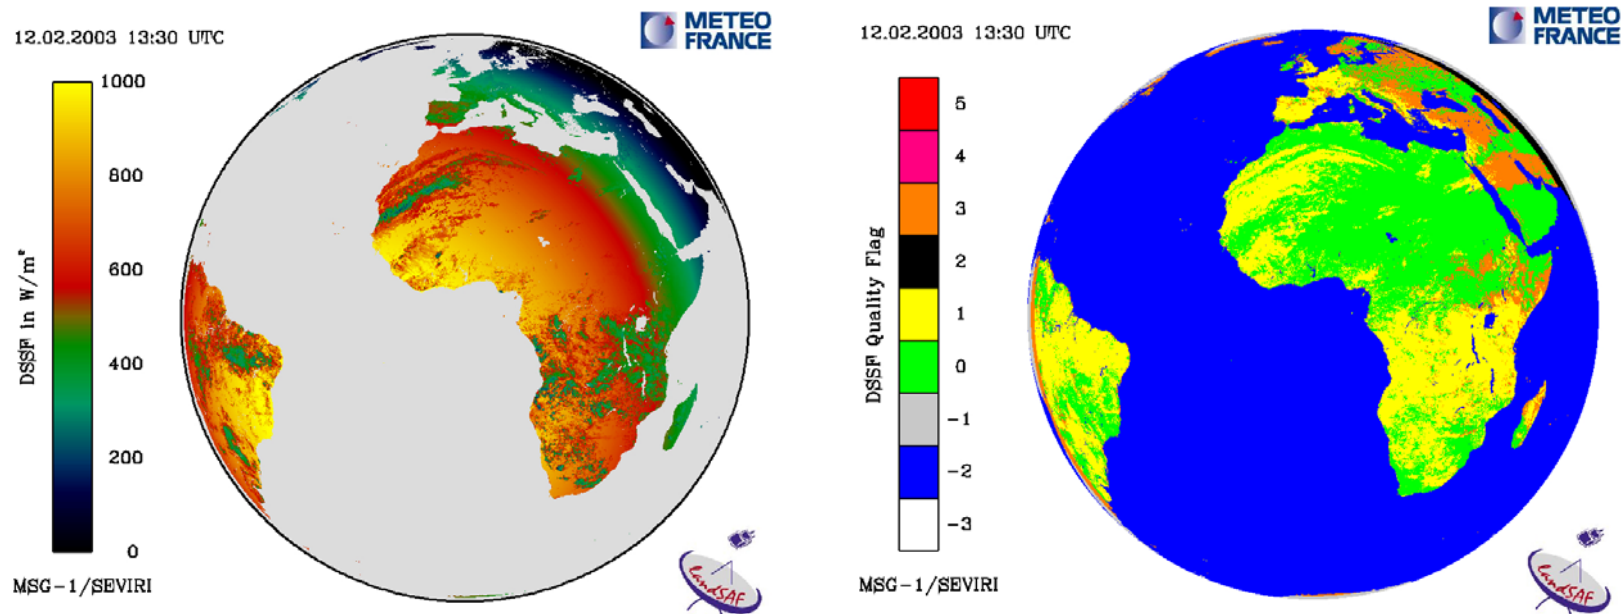 12.02.2003 13:30 UTC
METEO
FRANCE
1000
800
600
400
200
0
DSSF in W/m²
MSG-1/SEVIRI
landSAF
12.02.2003 13:30 UTC
METEO
FRANCE
5
4
3
2
1
0
-1
-2
-3
DSSF Quality Flag
MSG-1/SEVIRI
landSAF